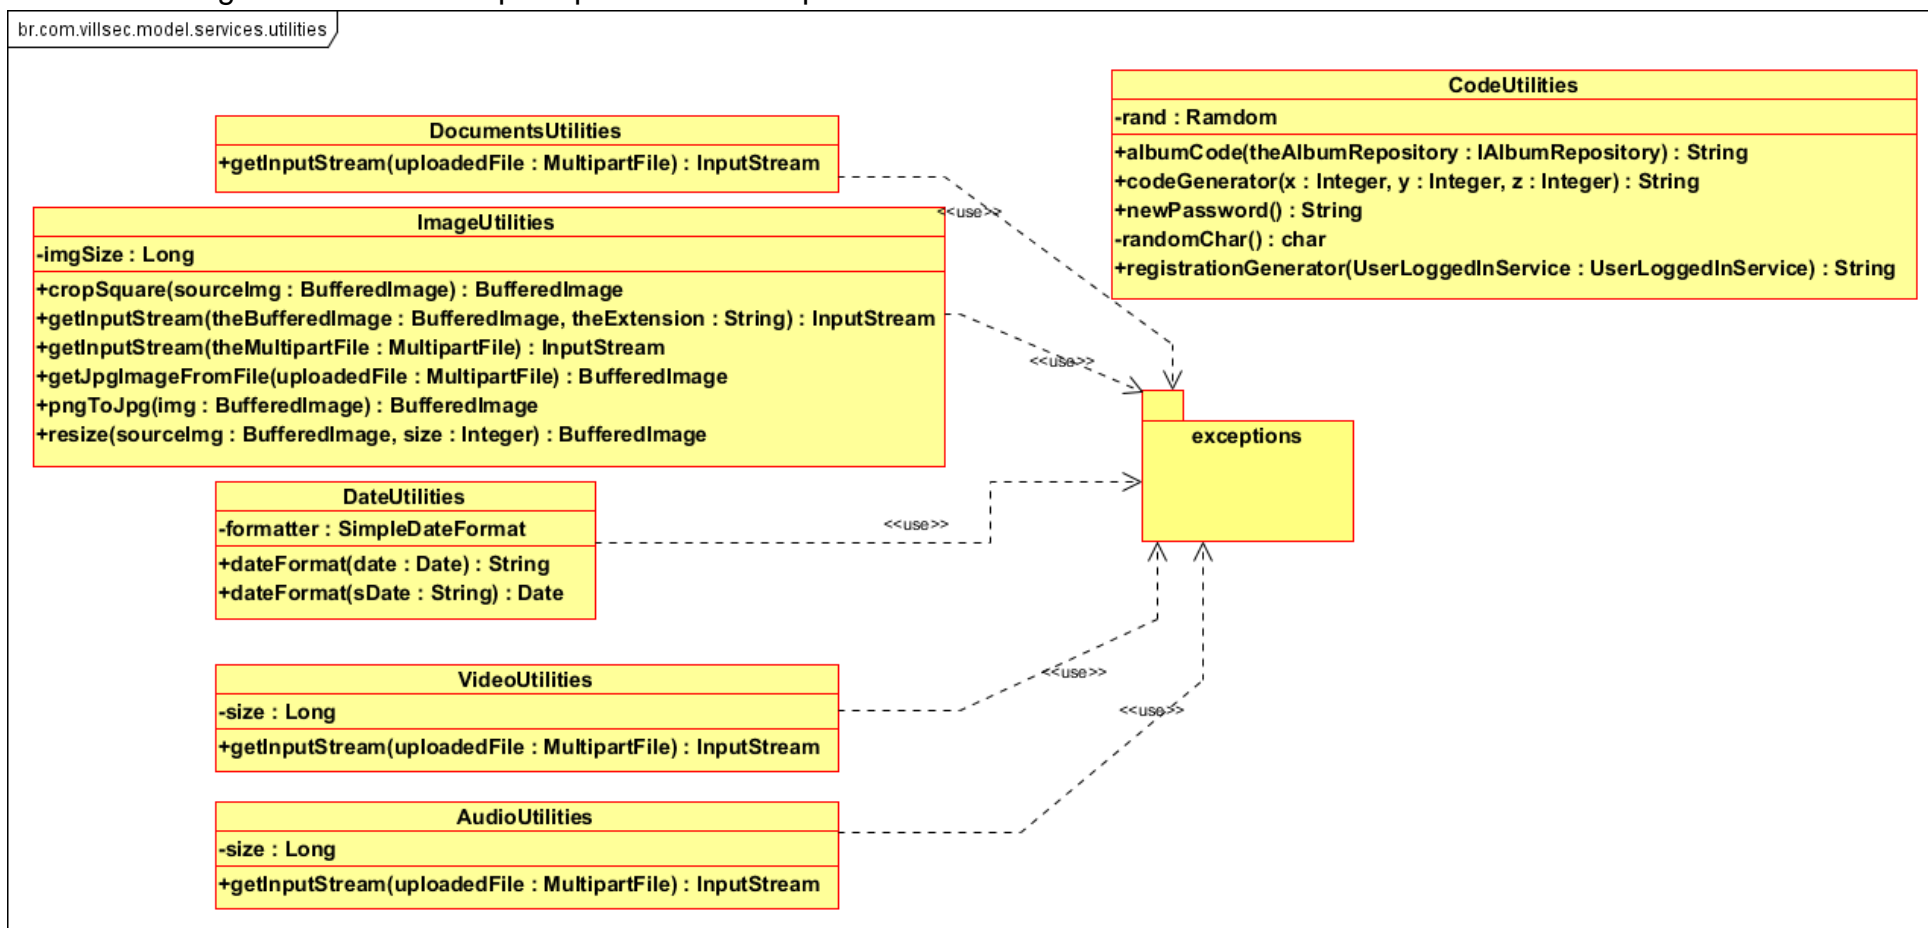 br.com.villsec.model.services.utilities
DocumentsUtilities
+getInputStream(uploadedFile : MultipartFile) : InputStream
CodeUtilities
-rand : Ramdom
+albumCode(theAlbumRepository : IAlbumRepository) : String
+codeGenerator(x : Integer, y : Integer, z : Integer) : String
+newPassword() : String
-randomChar() : char
+registrationGenerator(UserLoggedInService : UserLoggedInService) : String
<<use>>
ImageUtilities
-imgSize : Long
+cropSquare(sourceImg : BufferedImage) : BufferedImage
+getInputStream(theBufferedImage : BufferedImage, theExtension : String) : InputStream
+getInputStream(theMultipartFile : MultipartFile) : InputStream
+getJpgImageFromFile(uploadedFile : MultipartFile) : BufferedImage
+pngToJpg(img : BufferedImage) : BufferedImage
+resize(sourceImg : BufferedImage, size : Integer) : BufferedImage
<<use>>
exceptions
DateUtilities
-formatter : SimpleDateFormat
+dateFormat(date : Date) : String
+dateFormat(sDate : String) : Date
<<use>>
VideoUtilities
-size : Long
+getInputStream(uploadedFile : MultipartFile) : InputStream
<<use>>
<<use>>
AudioUtilities
-size : Long
+getInputStream(uploadedFile : MultipartFile) : InputStream